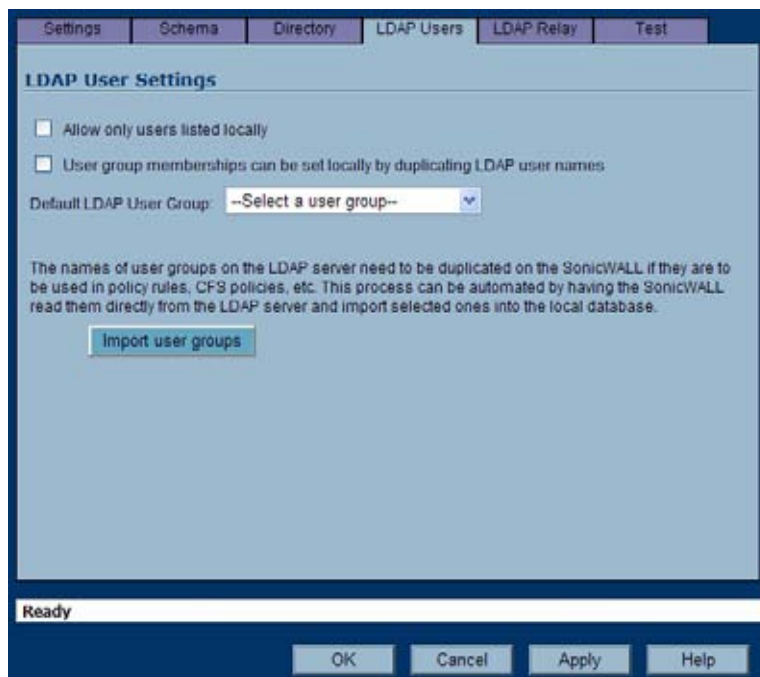 Settings Schema Directory LDAP Users LDAP Relay Test
LDAP User Settings
Allow only users listed locally
User group memberships can be set locally by duplicating LDAP user names
Default LDAP User Group: --Select a user group--
The names of user groups on the LDAP server need to be duplicated on the SonicWALL if they are to
be used in policy rules, CFS policies, etc. This process can be automated by having the SonicWALL
read them directly from the LDAP server and import selected ones into the local database.
Import user groups
Ready
OK Cancel Apply Help